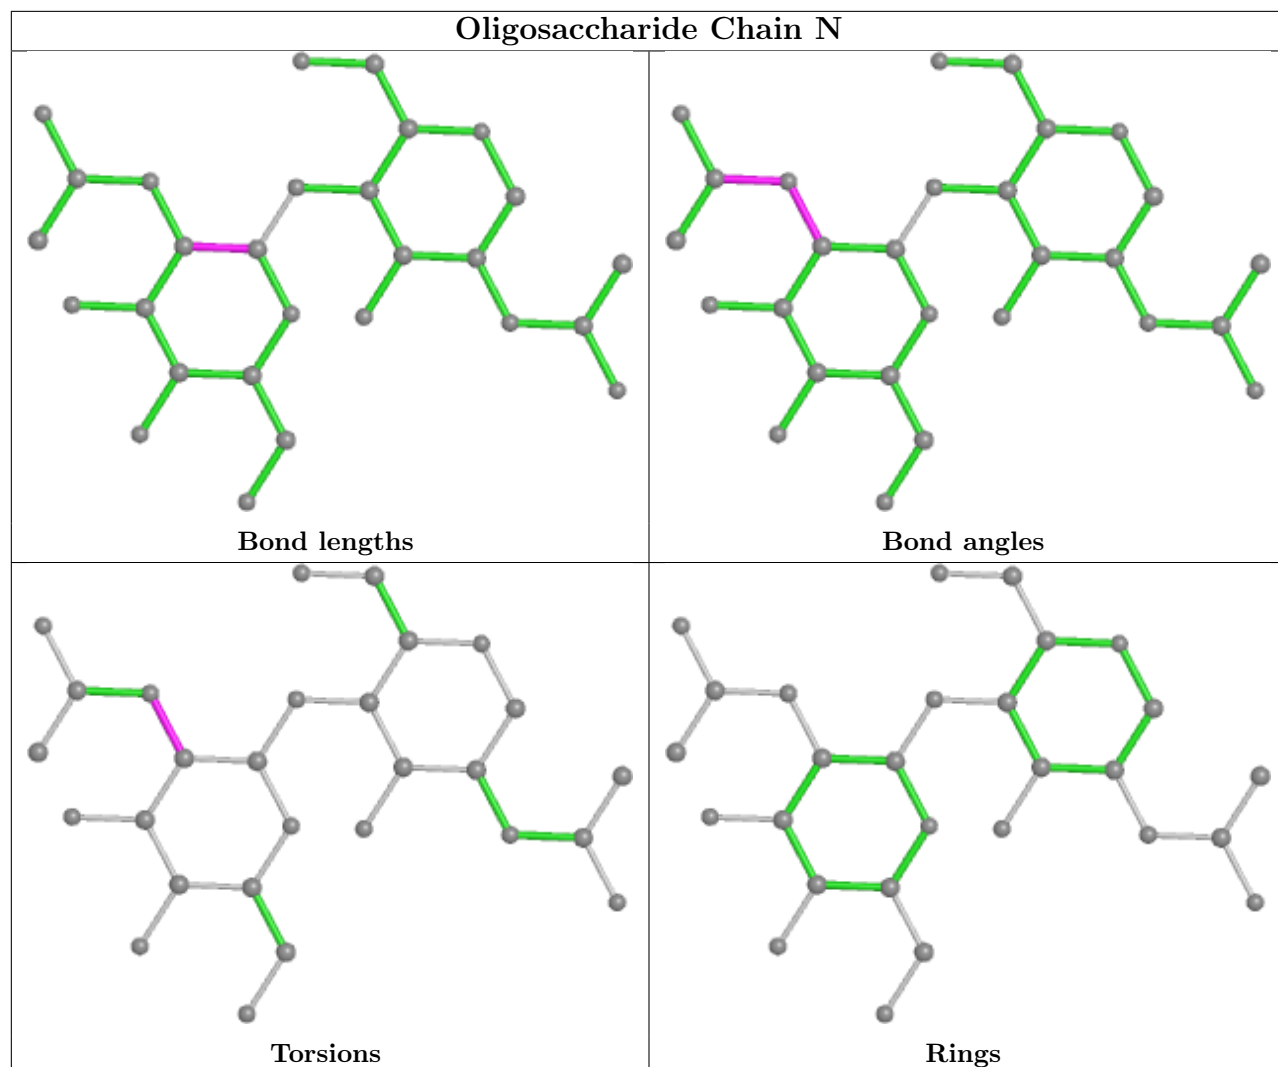 Oligosaccharide Chain N
Bond lengths
Bond angles
Torsions
Rings